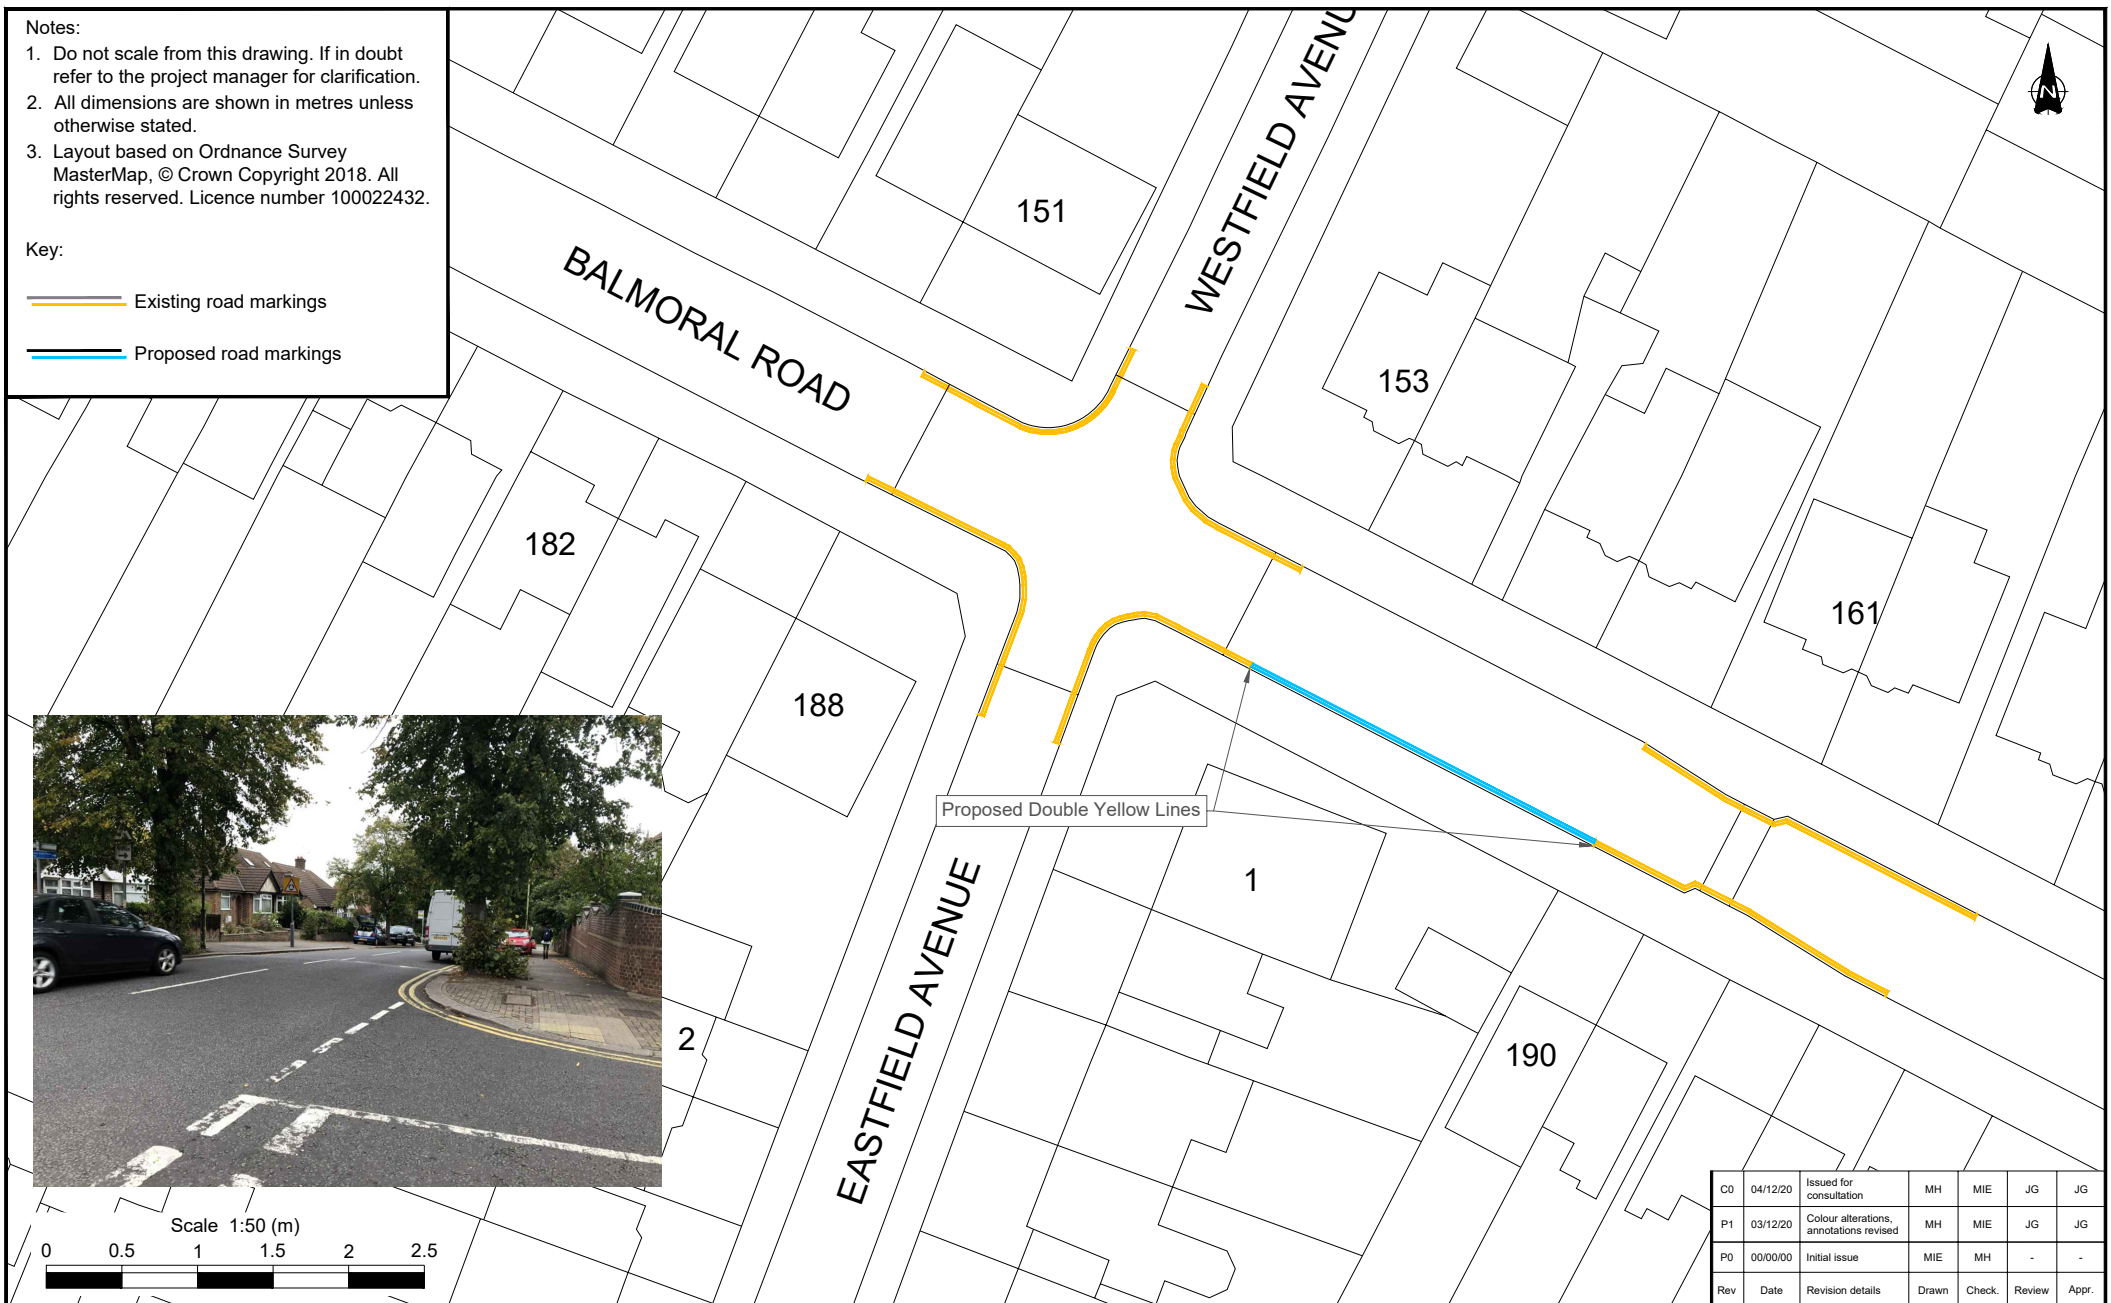 Notes:
1. Do not scale from this drawing. If in doubt
refer to the project manager for clarification.
2. All dimensions are shown in metres unless
otherwise stated.
3. Layout based on Ordnance Survey
MasterMap, © Crown Copyright 2018. All
rights reserved. Licence number 100022432.
Key:
Existing road markings
Proposed road markings
N
WESTFIELD AVENU
BALMORAL ROAD
151
153
182
161
188
Proposed Double Yellow Lines
1
EASTFIELD AVENUE
2
190
Scale 1:50 (m)
0 0.5 1 1.5 2 2.5
C0 04/12/20 Issued for consultation MH MIE JG JG
P1 03/12/20 Colour alterations, annotations revised MH MIE JG JG
P0 00/00/00 Initial issue MIE MH - -
Rev Date Revision details Drawn Check. Review Appr.